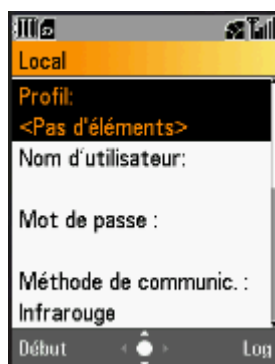 Local
Profil:
<Pas d'éléments>
Nom d'utilisateur:
Mot de passe :
Méthode de communic. :
Infrarouge
Début Log